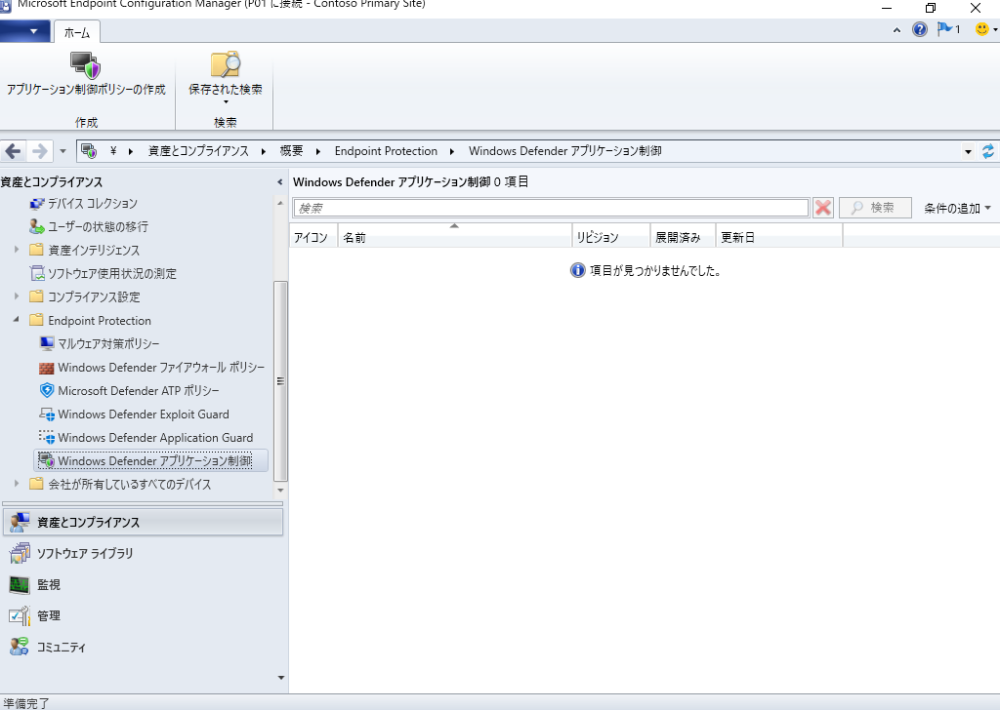 Microsoft Endpoint Configuration Manager (P01 に接続 - Contoso Primary Site)
ホーム
1
アプリケーション制御ポリシーの作成
保存された検索
作成
検索
¥ 資産とコンプライアンス 概要 Endpoint Protection Windows Defender アプリケーション制御
資産とコンプライアンス
デバイス コレクション
ユーザーの状態の移行
資産インテリジェンス
ソフトウェア使用状況の測定
コンプライアンス設定
Endpoint Protection
マルウェア対策ポリシー
Windows Defender ファイアウォール ポリシー
Microsoft Defender ATP ポリシー
Windows Defender Exploit Guard
Windows Defender Application Guard
Windows Defender アプリケーション制御
会社が所有しているすべてのデバイス
資産とコンプライアンス
ソフトウェア ライブラリ
監視
管理
コミュニティ
Windows Defender アプリケーション制御 0 項目
検索
検索
条件の追加
アイコン 名前 リビジョン 展開済み 更新日
項目が見つかりませんでした。
準備完了